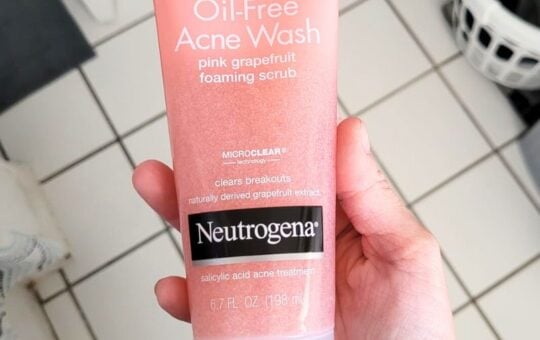 Oil-Free
Acne Wash
pink grapefruit
foaming scrub
MICROCLEAR®
technology
clears breakouts
naturally derived grapefruit extract
Neutrogena®
salicylic acid acne treatment
6.7 FL. OZ. (198 mL)